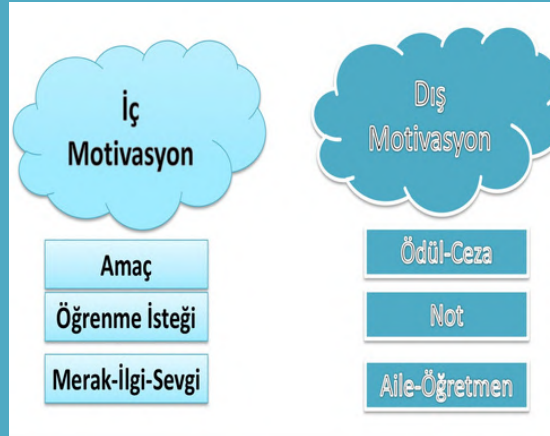 İç
Motivasyon
Amaç
Öğrenme İsteği
Merak-İlgi-Sevgi
Dış
Motivasyon
Ödül-Ceza
Not
Aile-Öğretmen